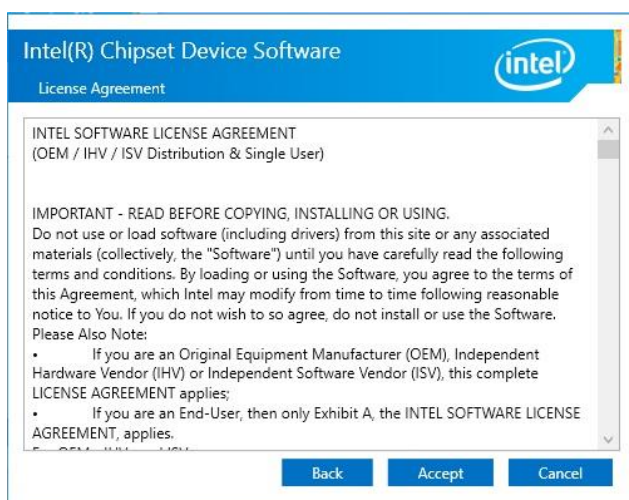 Intel(R) Chipset Device Software
intel
License Agreement
INTEL SOFTWARE LICENSE AGREEMENT
(OEM / IHV / ISV Distribution & Single User)
IMPORTANT - READ BEFORE COPYING, INSTALLING OR USING.
Do not use or load software (including drivers) from this site or any associated
materials (collectively, the "Software") until you have carefully read the following
terms and conditions. By loading or using the Software, you agree to the terms of
this Agreement, which Intel may modify from time to time following reasonable
notice to You. If you do not wish to so agree, do not install or use the Software.
Please Also Note:
• If you are an Original Equipment Manufacturer (OEM), Independent
Hardware Vendor (IHV) or Independent Software Vendor (ISV), this complete
LICENSE AGREEMENT applies;
• If you are an End-User, then only Exhibit A, the INTEL SOFTWARE LICENSE
AGREEMENT, applies.
Back Accept Cancel